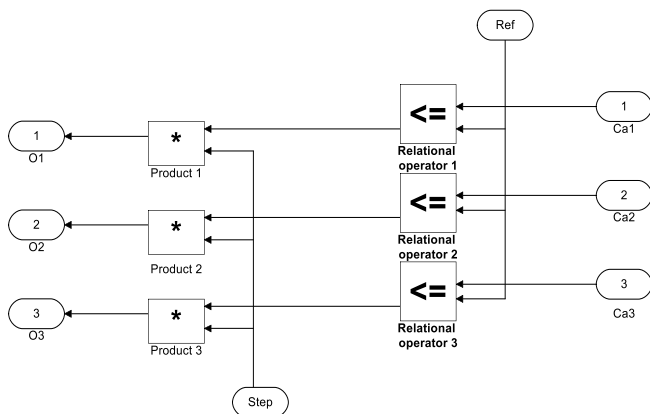 Ref
1
Ca1
<=
Relational
operator 1
1
O1
*
Product 1
2
Ca2
<=
Relational
operator 2
2
O2
*
Product 2
3
Ca3
<=
Relational
operator 3
3
O3
*
Product 3
Step